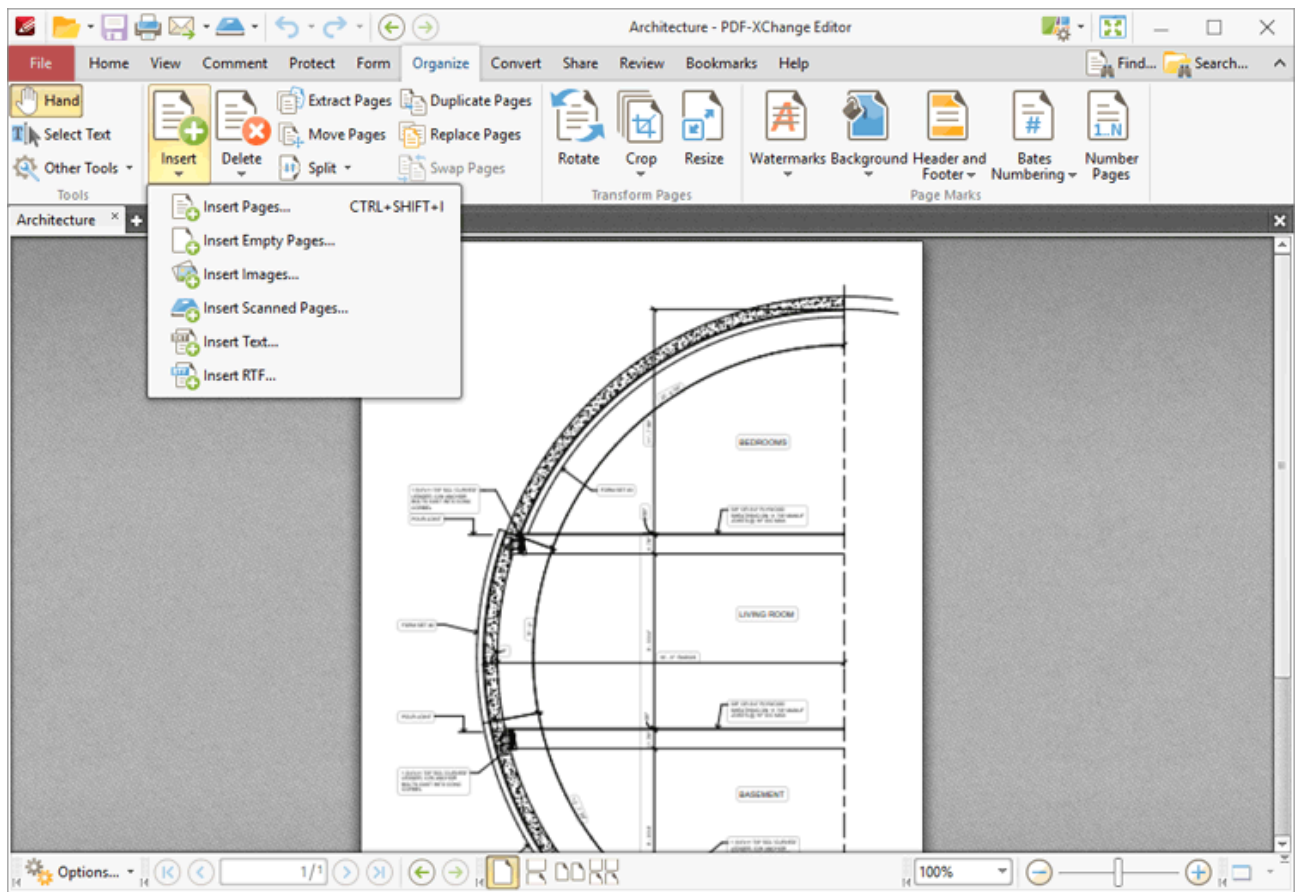 Architecture - PDF-XChange Editor
File Home View Comment Protect Form Organize Convert Share Review Bookmarks Help Find... Search...
Hand
Select Text
Other Tools
Tools
Insert
Delete
Extract Pages
Move Pages
Split
Duplicate Pages
Replace Pages
Swap Pages
Rotate
Crop
Resize
Transform Pages
Watermarks
Background
Header and
Footer
Bates
Numbering
Number
Pages
Page Marks
Architecture
Insert Pages... CTRL+SHIFT+I
Insert Empty Pages...
Insert Images...
Insert Scanned Pages...
Insert Text...
Insert RTF...
BEDROOMS
LIVING ROOM
BASEMENT
Options...
1/1
100%